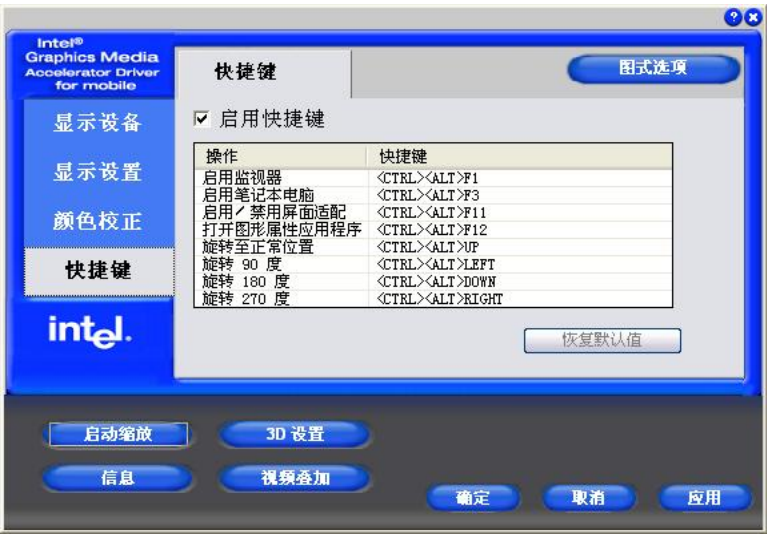 Intel®
Graphics Media
Accelerator Driver
for mobile
快捷键
图式选项
显示设备
显示设置
颜色校正
快捷键
intel.
启用快捷键
操作 快捷键
启用监视器 <CTRL><ALT>F1
启用笔记本电脑 <CTRL><ALT>F3
启用/禁用屏面适配 <CTRL><ALT>F11
打开图形属性应用程序 <CTRL><ALT>F12
旋转至正常位置 <CTRL><ALT>UP
旋转 90 度 <CTRL><ALT>LEFT
旋转 180 度 <CTRL><ALT>DOWN
旋转 270 度 <CTRL><ALT>RIGHT
恢复默认值
启动缩放 3D 设置
信息 视频叠加
确定 取消 应用